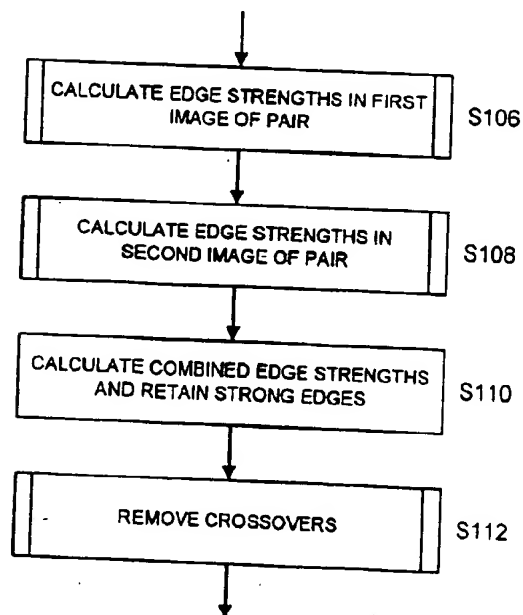 CALCULATE EDGE STRENGTHS IN FIRST
IMAGE OF PAIR
S106
CALCULATE EDGE STRENGTHS IN
SECOND IMAGE OF PAIR
S108
CALCULATE COMBINED EDGE STRENGTHS
AND RETAIN STRONG EDGES
S110
REMOVE CROSSOVERS
S112